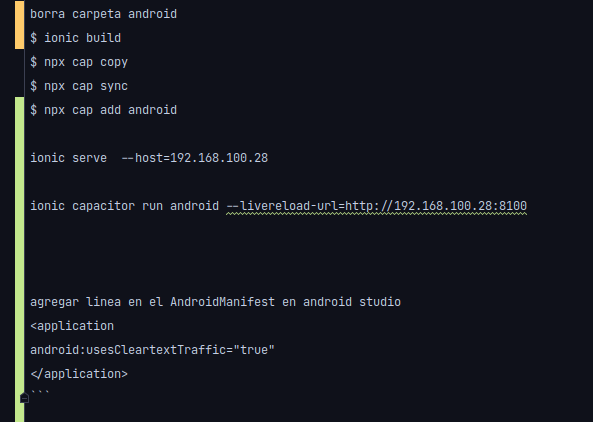 borra carpeta android
$ ionic build
$ npx cap copy
$ npx cap sync
$ npx cap add android
ionic serve  --host=192.168.100.28
ionic capacitor run android --livereload-url=http://192.168.100.28:8100
agregar linea en el AndroidManifest en android studio
<application
android:usesCleartextTraffic="true"
</application>
```